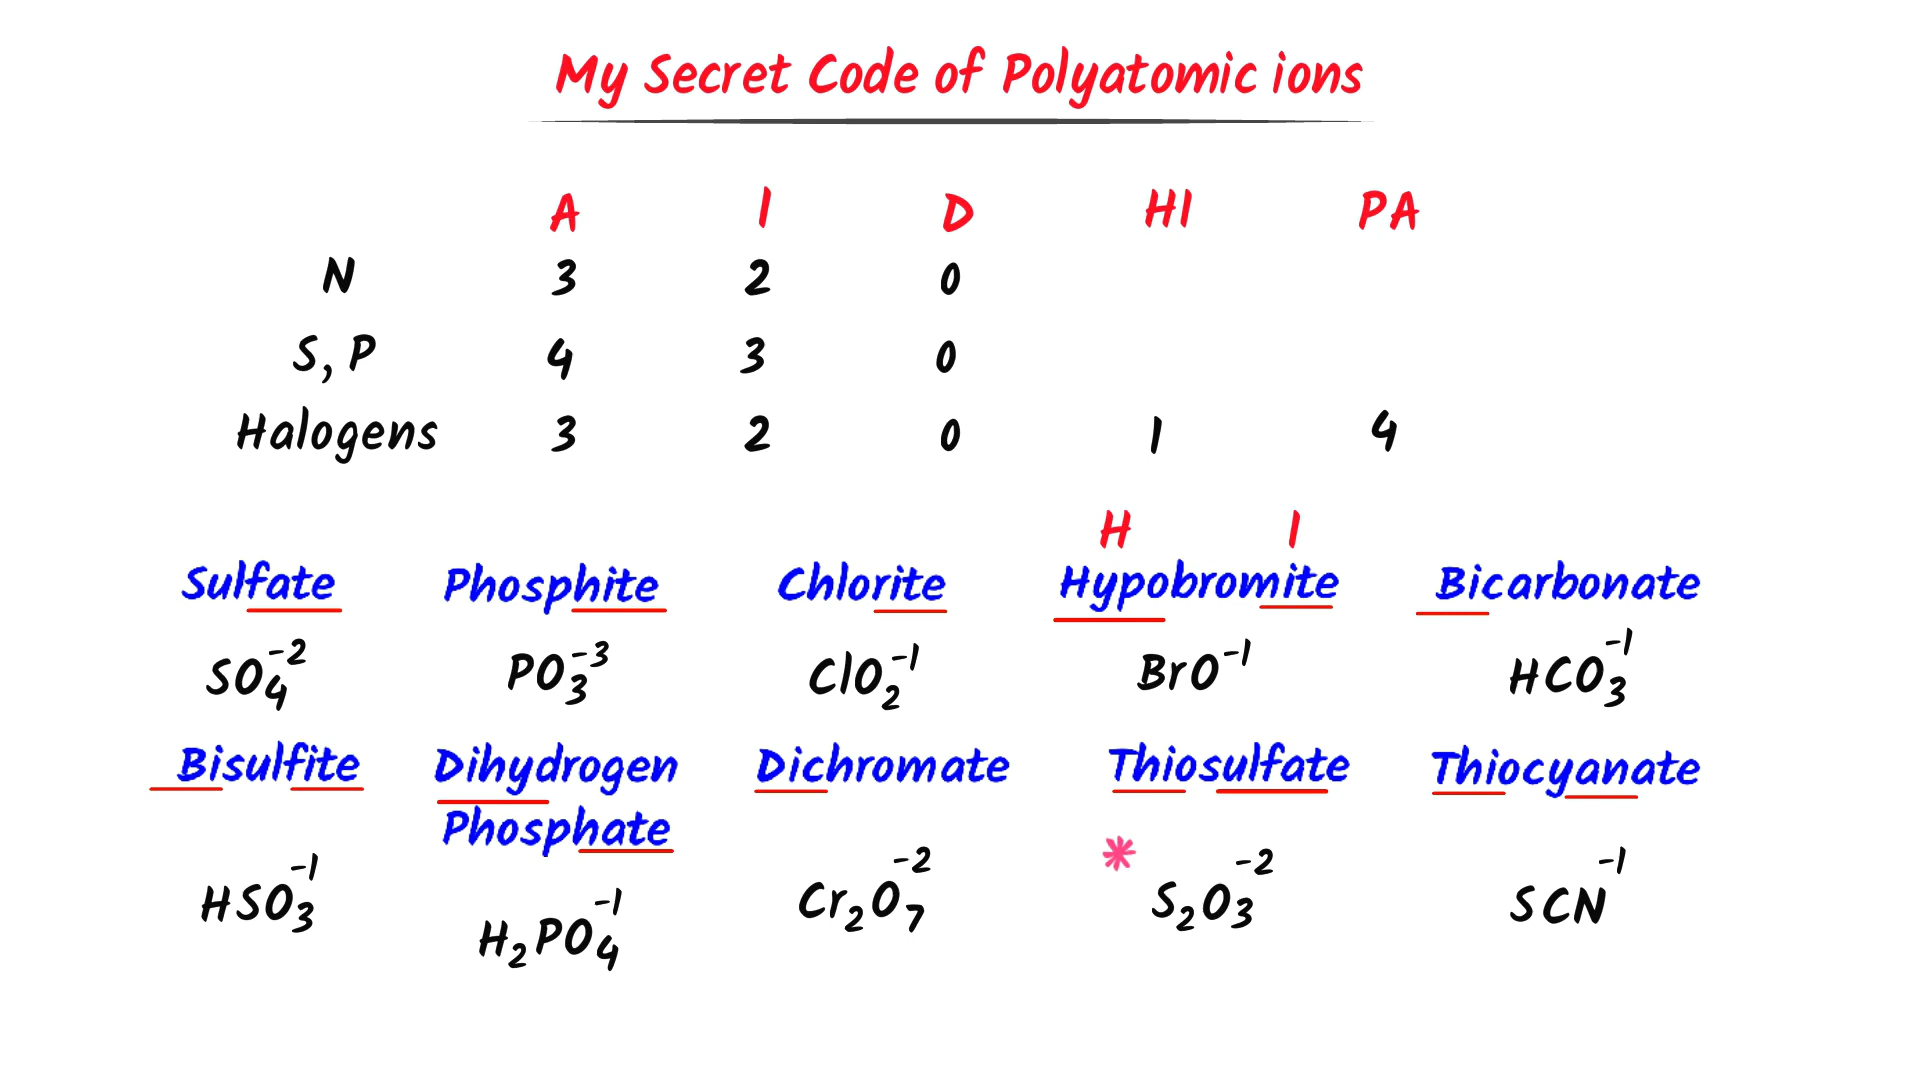 My Secret Code of Polyatomic ions
A I D HI PA
N 3 2 0
S, P 4 3 0
Halogens 3 2 0 1 4
H I
Sulfate Phosphite Chlorite Hypobromite Bicarbonate
SO₄⁻² PO₃⁻³ ClO₂⁻¹ BrO⁻¹ HCO₃⁻¹
Bisulfite Dihydrogen Dichromate Thiosulfate Thiocyanate
Phosphate
*
HSO₃⁻¹ H₂PO₄⁻¹ Cr₂O₇⁻² S₂O₃⁻² SCN⁻¹